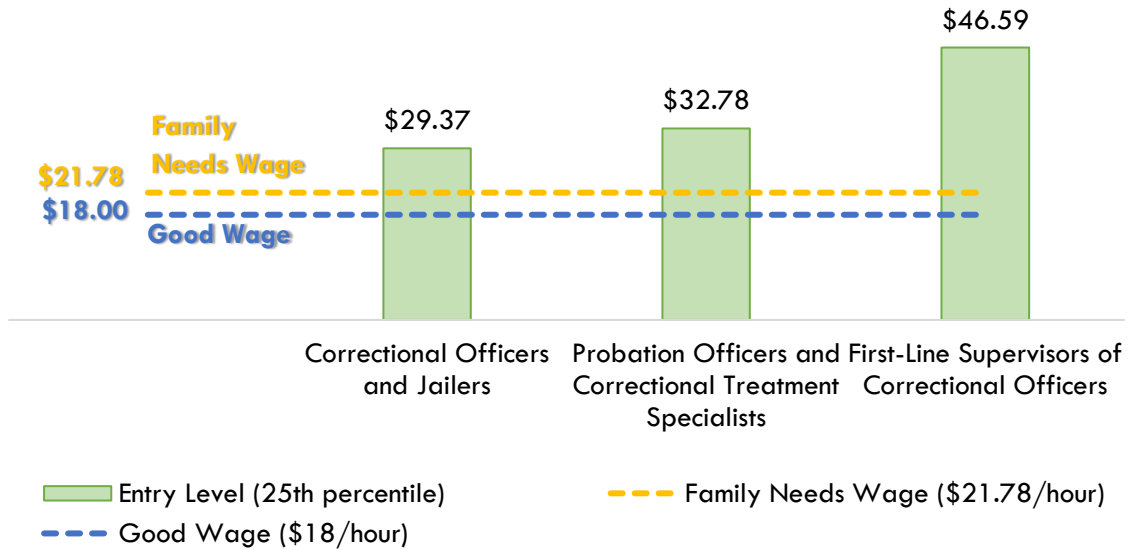 $46.59
$32.78
$29.37
Family
Needs Wage
$21.78
$18.00
Good Wage
Correctional Officers
and Jailers
Probation Officers and
Correctional Treatment
Specialists
First-Line Supervisors of
Correctional Officers
Entry Level (25th percentile)
Family Needs Wage ($21.78/hour)
Good Wage ($18/hour)